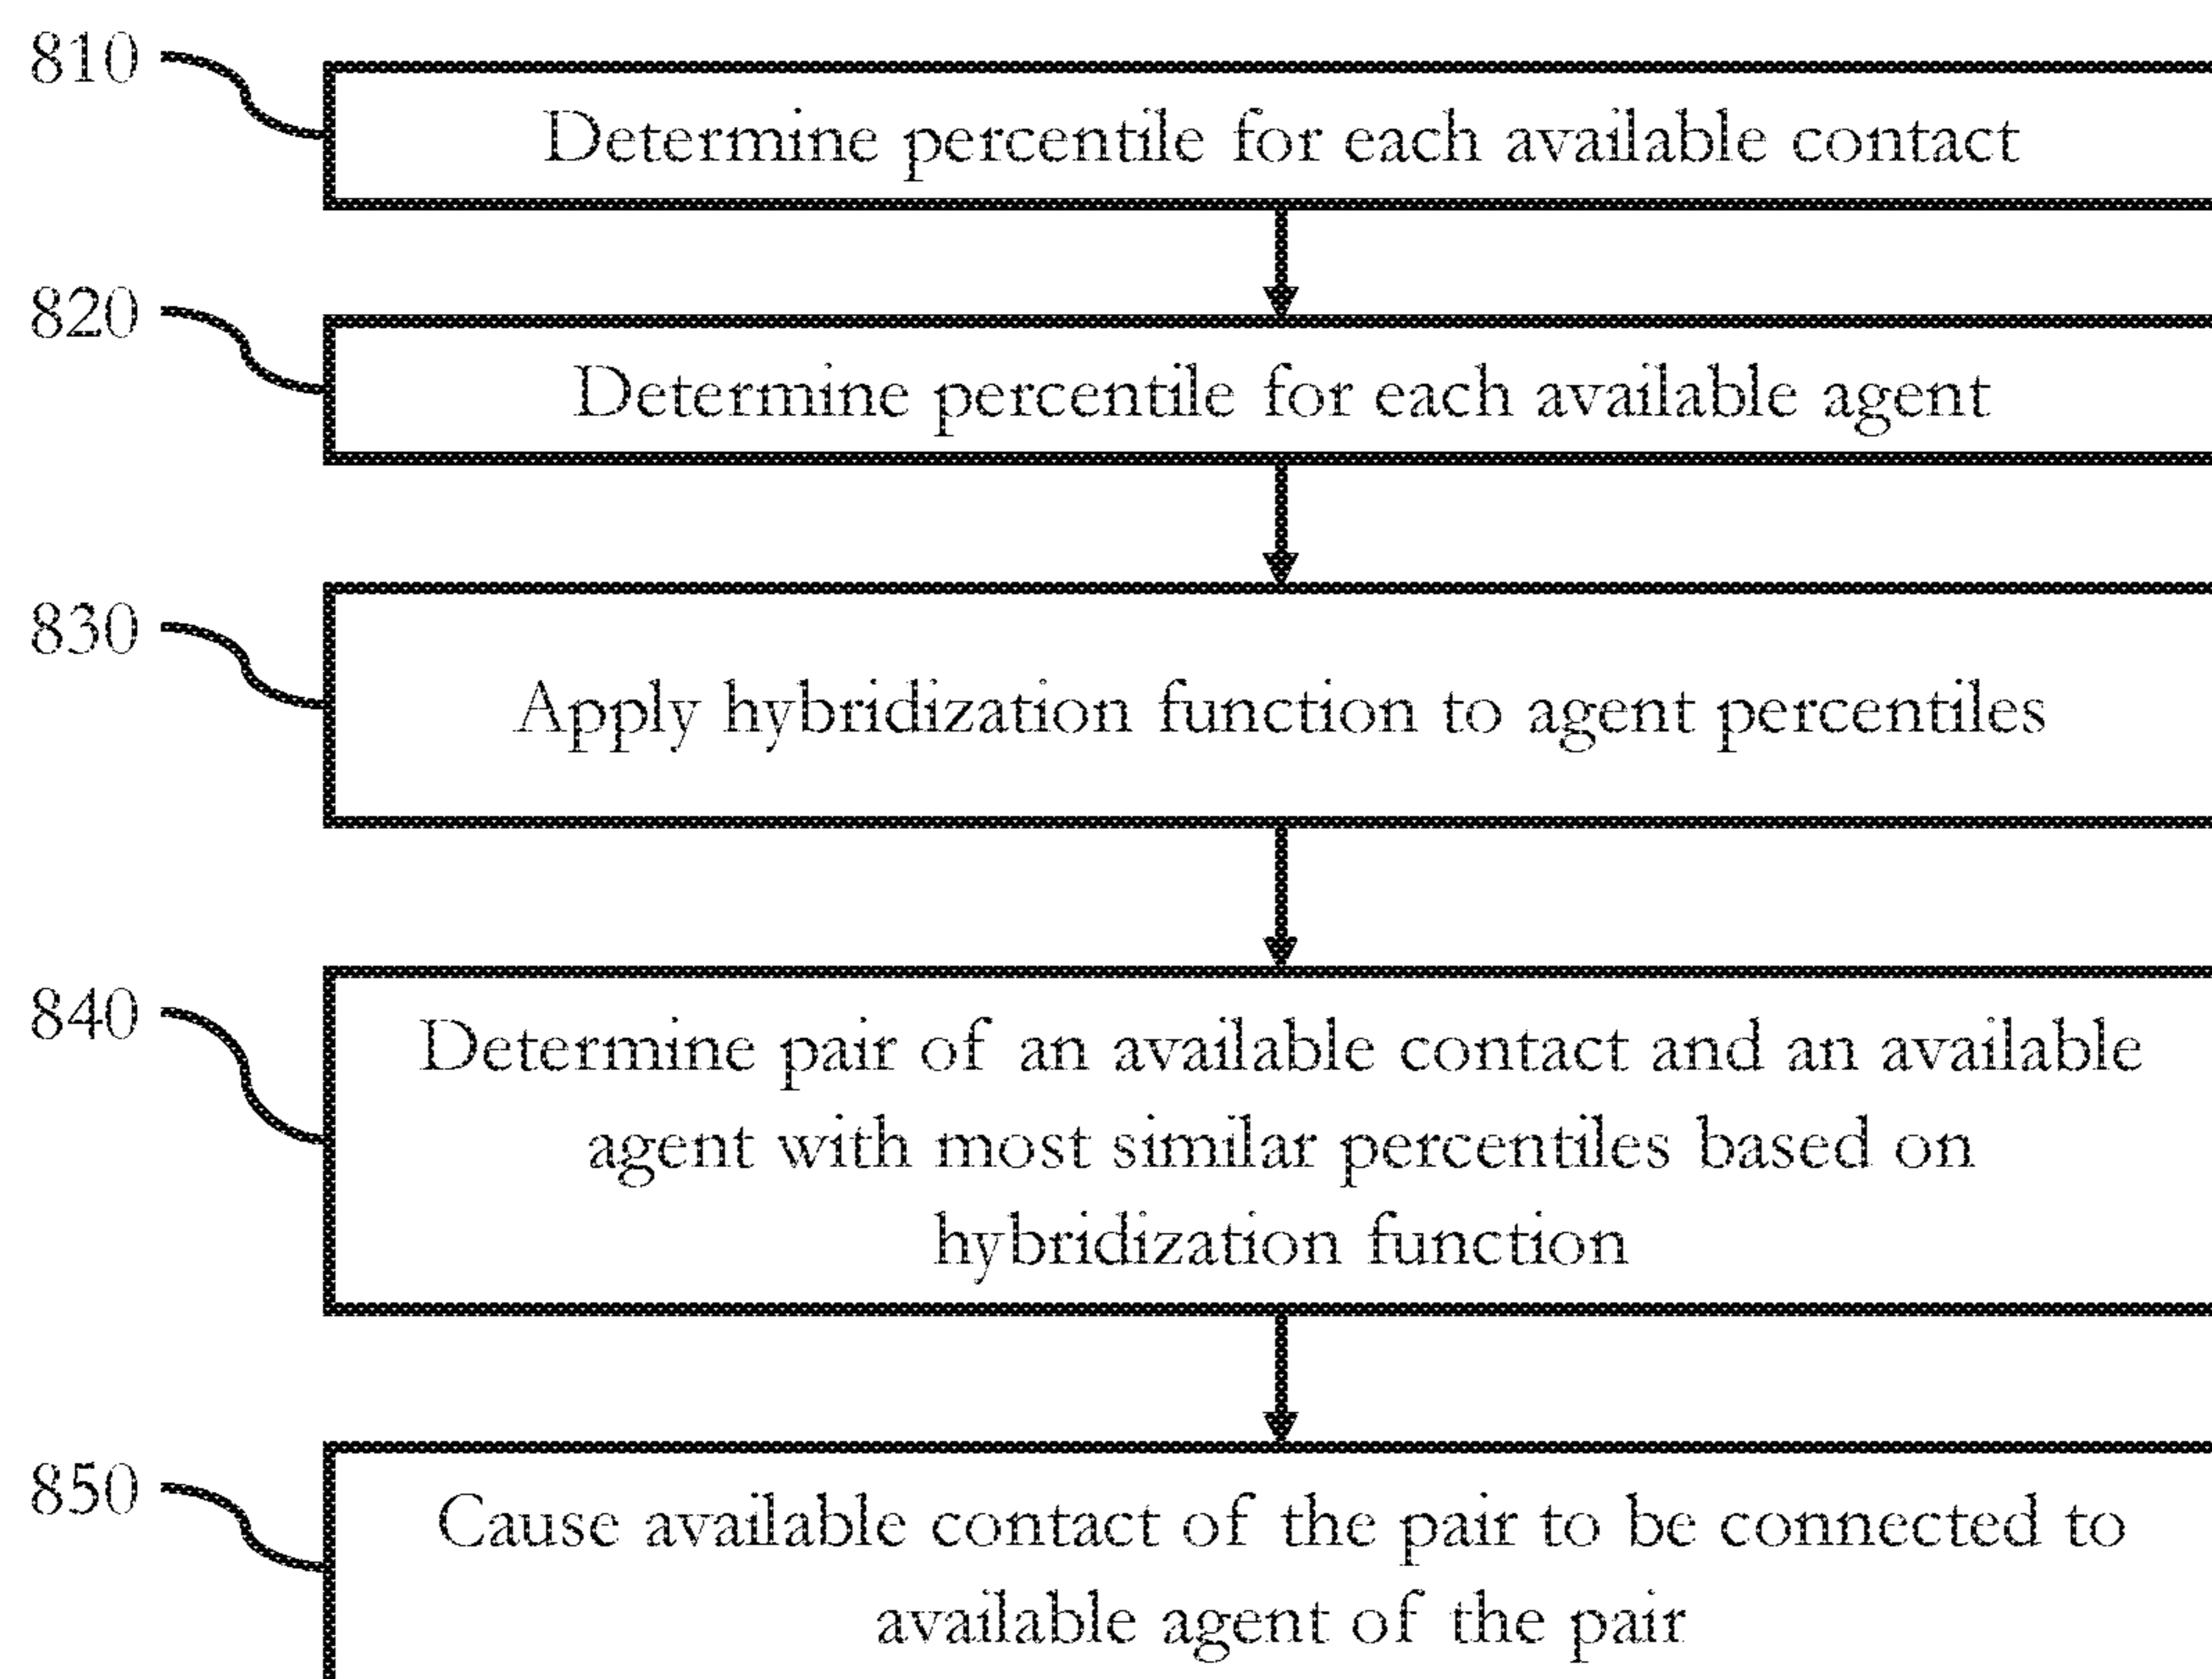 810
Determine percentile for each available contact
820
Determine percentile for each available agent
830
Apply hybridization function to agent percentiles
840
Determine pair of an available contact and an available
agent with most similar percentiles based on
hybridization function
850
Cause available contact of the pair to be connected to
available agent of the pair